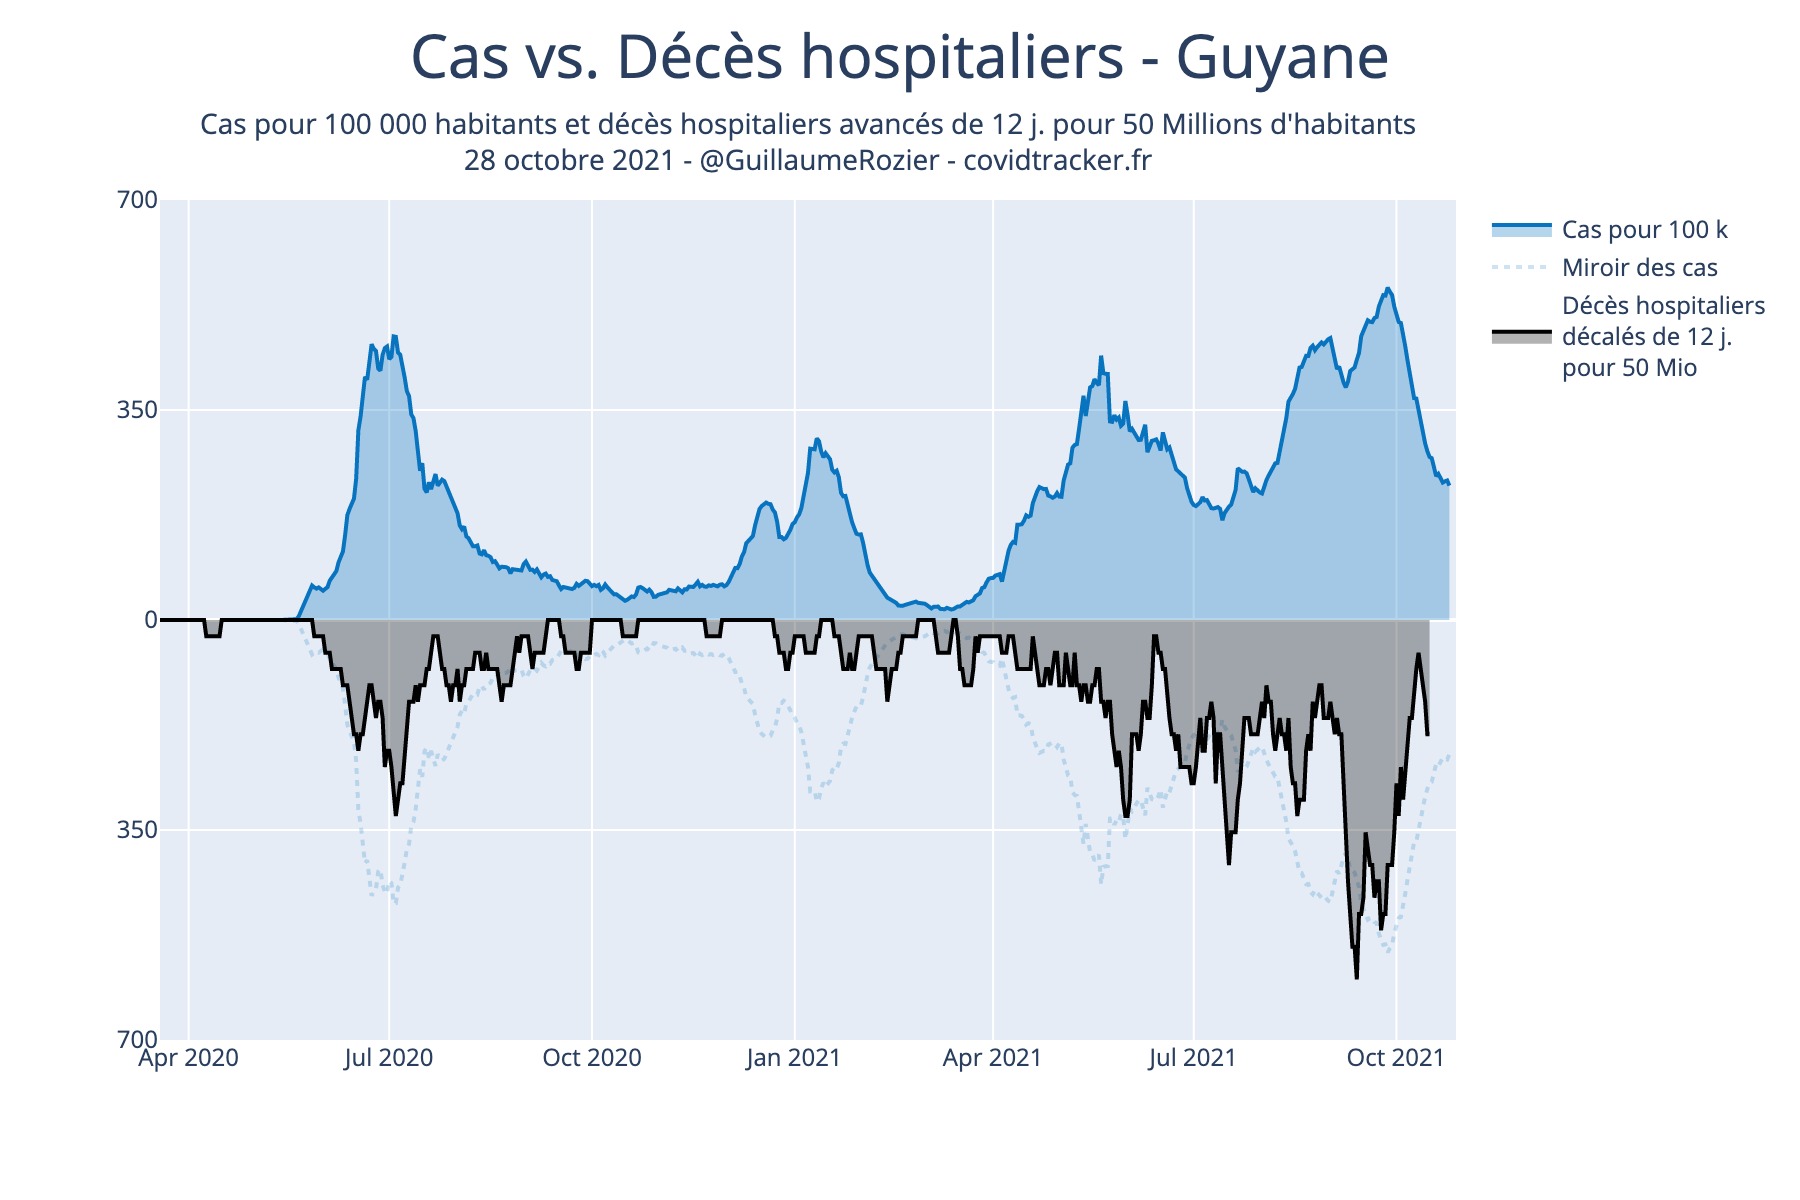 Cas vs. Décès hospitaliers - Guyane
Cas pour 100 000 habitants et décès hospitaliers avancés de 12 j. pour 50 Millions d'habitants
28 octobre 2021 - @GuillaumeRozier - covidtracker.fr
700
350
0
350
700
Apr 2020
Jul 2020
Oct 2020
Jan 2021
Apr 2021
Jul 2021
Oct 2021
Cas pour 100 k
Miroir des cas
Décès hospitaliers
décalés de 12 j.
pour 50 Mio